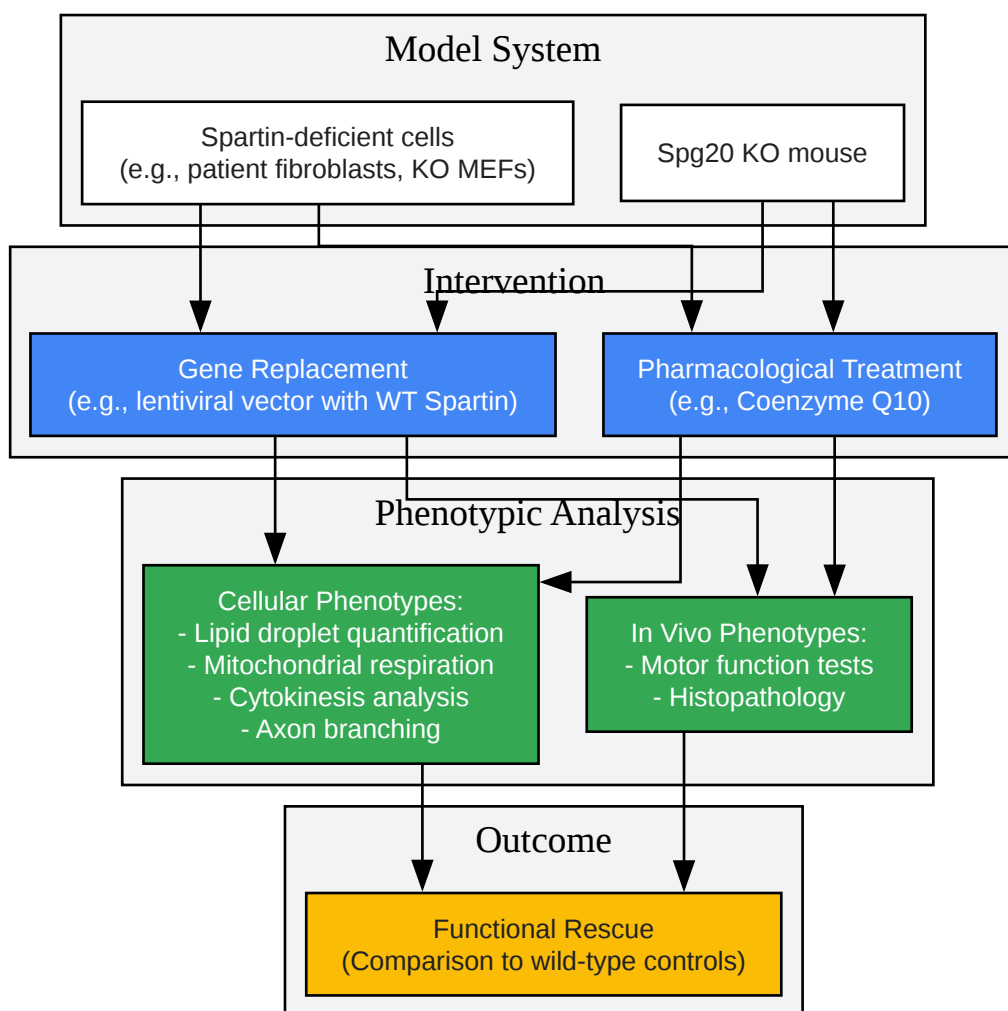 Model System
Spartin-deficient cells
(e.g., patient fibroblasts, KO MEFs)
Spg20 KO mouse
Intervention
Gene Replacement
(e.g., lentiviral vector with WT Spartin)
Pharmacological Treatment
(e.g., Coenzyme Q10)
Phenotypic Analysis
Cellular Phenotypes:
- Lipid droplet quantification
- Mitochondrial respiration
- Cytokinesis analysis
- Axon branching
In Vivo Phenotypes:
- Motor function tests
- Histopathology
Outcome
Functional Rescue
(Comparison to wild-type controls)